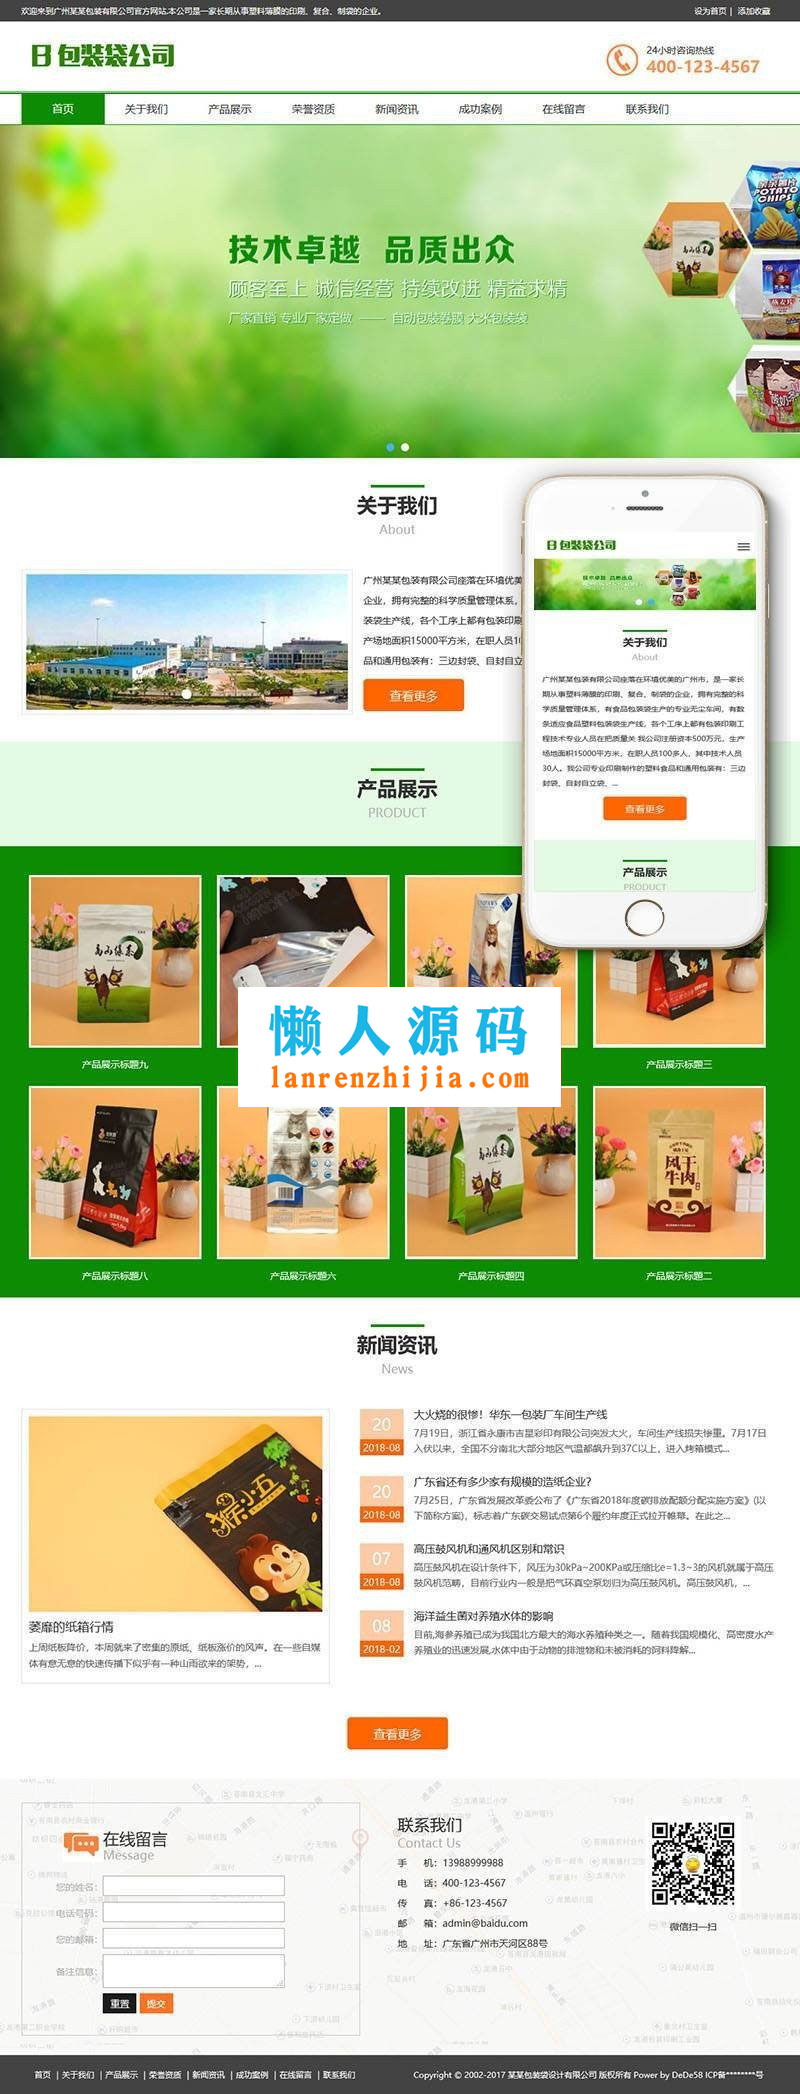 欢迎来到广州某某包装有限公司官方网站,本公司是一家长期从事塑料薄膜的印刷、复合、制袋的企业。
设为首页 | 添加收藏
包装袋公司
24小时咨询热线
400-123-4567
首页 关于我们 产品展示 荣誉资质 新闻资讯 成功案例 在线留言 联系我们
技术卓越 品质出众
顾客至上 诚信经营 持续改进 精益求精
厂家直销 专业厂家定做 —— 自动包装卷膜 大米包装袋
POTATO CHIPS
关于我们
About
广州某某包装有限公司座落在环境优美
企业，拥有完整的科学质量管理体系，
装袋生产线，各个工序上都有包装印刷
产场地面积15000平方米，在职人员10
品和通用包装有：三边封袋、自封自立
查看更多
包装袋公司
技术卓越 品质出众
关于我们
About
广州某某包装有限公司座落在环境优美的广州市，是一家长
期从事塑料薄膜的印刷、复合、制袋的企业，拥有完整的科
学质量管理体系，有食品包装袋生产的专业无尘车间，有数
条适应食品塑料包装袋生产线，各个工序上都有包装印刷工
程技术专业人员在把质量关 我公司注册资本500万元，生产
场地面积15000平方米，在职人员100多人，其中技术人员
30人。我公司专业印刷制作的塑料食品和通用包装有：三边
封袋、自封自立袋、...
查看更多
产品展示
PRODUCT
产品展示
PRODUCT
高山绿茶
产品展示标题九
产品展示标题三
懒人源码
lanrenzhijia.com
高山绿茶
风干牛肉
产品展示标题八
产品展示标题六
产品展示标题四
产品展示标题二
新闻资讯
News
猴小五
萎靡的纸箱行情
上周纸板降价，本周就来了密集的原纸、纸板涨价的风声。在一些自媒
体有意无意的快速传播下似乎有一种山雨欲来的架势，...
20
2018-08
大火烧的很惨！华东一包装厂车间生产线
7月19日，浙江省永康市吉星彩印有限公司突发大火，车间生产线损失惨重。7月17日
入伏以来，全国不分南北大部分地区气温都飙升到37C以上，进入烤箱模式...
20
2018-08
广东省还有多少家有规模的造纸企业?
7月25日，广东省发展改革委公布了《广东省2018年度碳排放配额分配实施方案》(以
下简称方案)，标志着广东碳交易试点第6个履约年度正式拉开帷幕。在此之...
07
2018-08
高压鼓风机和通风机区别和常识
高压鼓风机在设计条件下，风压为30kPa~200KPa或压缩比e=1.3~3的风机就属于高压
鼓风机范畴，目前行业内一般是把气环真空泵划归为高压鼓风机。高压鼓风机，...
08
2018-02
海洋益生菌对养殖水体的影响
目前,海参养殖已成为我国北方最大的海水养殖种类之一。随着我国规模化、高密度水产
养殖业的迅速发展,水体中由于动物的排泄物和未被消耗的饵料降解...
查看更多
在线留言
Message
您的姓名：
电话号码：
您的邮箱：
备注信息：
重置 提交
联系我们
Contact Us
手 机：13988999988
电 话：400-123-4567
传 真：+86-123-4567
邮 箱：admin@baidu.com
地 址：广东省广州市天河区88号
微信扫一扫
首页 | 关于我们 | 产品展示 | 荣誉资质 | 新闻资讯 | 成功案例 | 在线留言 | 联系我们
Copyright © 2002-2017 某某包装袋设计有限公司 版权所有 Power by DeDe58 ICP备********号